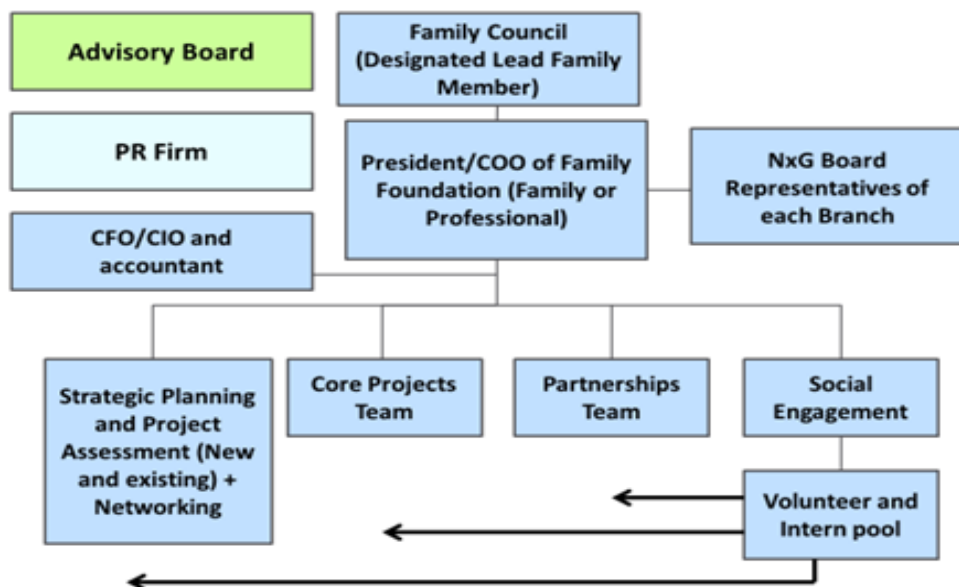 Advisory Board
Family Council
(Designated Lead Family
Member)
PR Firm
President/COO of Family
Foundation (Family or
Professional)
NxG Board
Representatives of
each Branch
CFO/CIO and
accountant
Strategic Planning
and Project
Assessment (New
and existing) +
Networking
Core Projects
Team
Partnerships
Team
Social
Engagement
Volunteer and
Intern pool